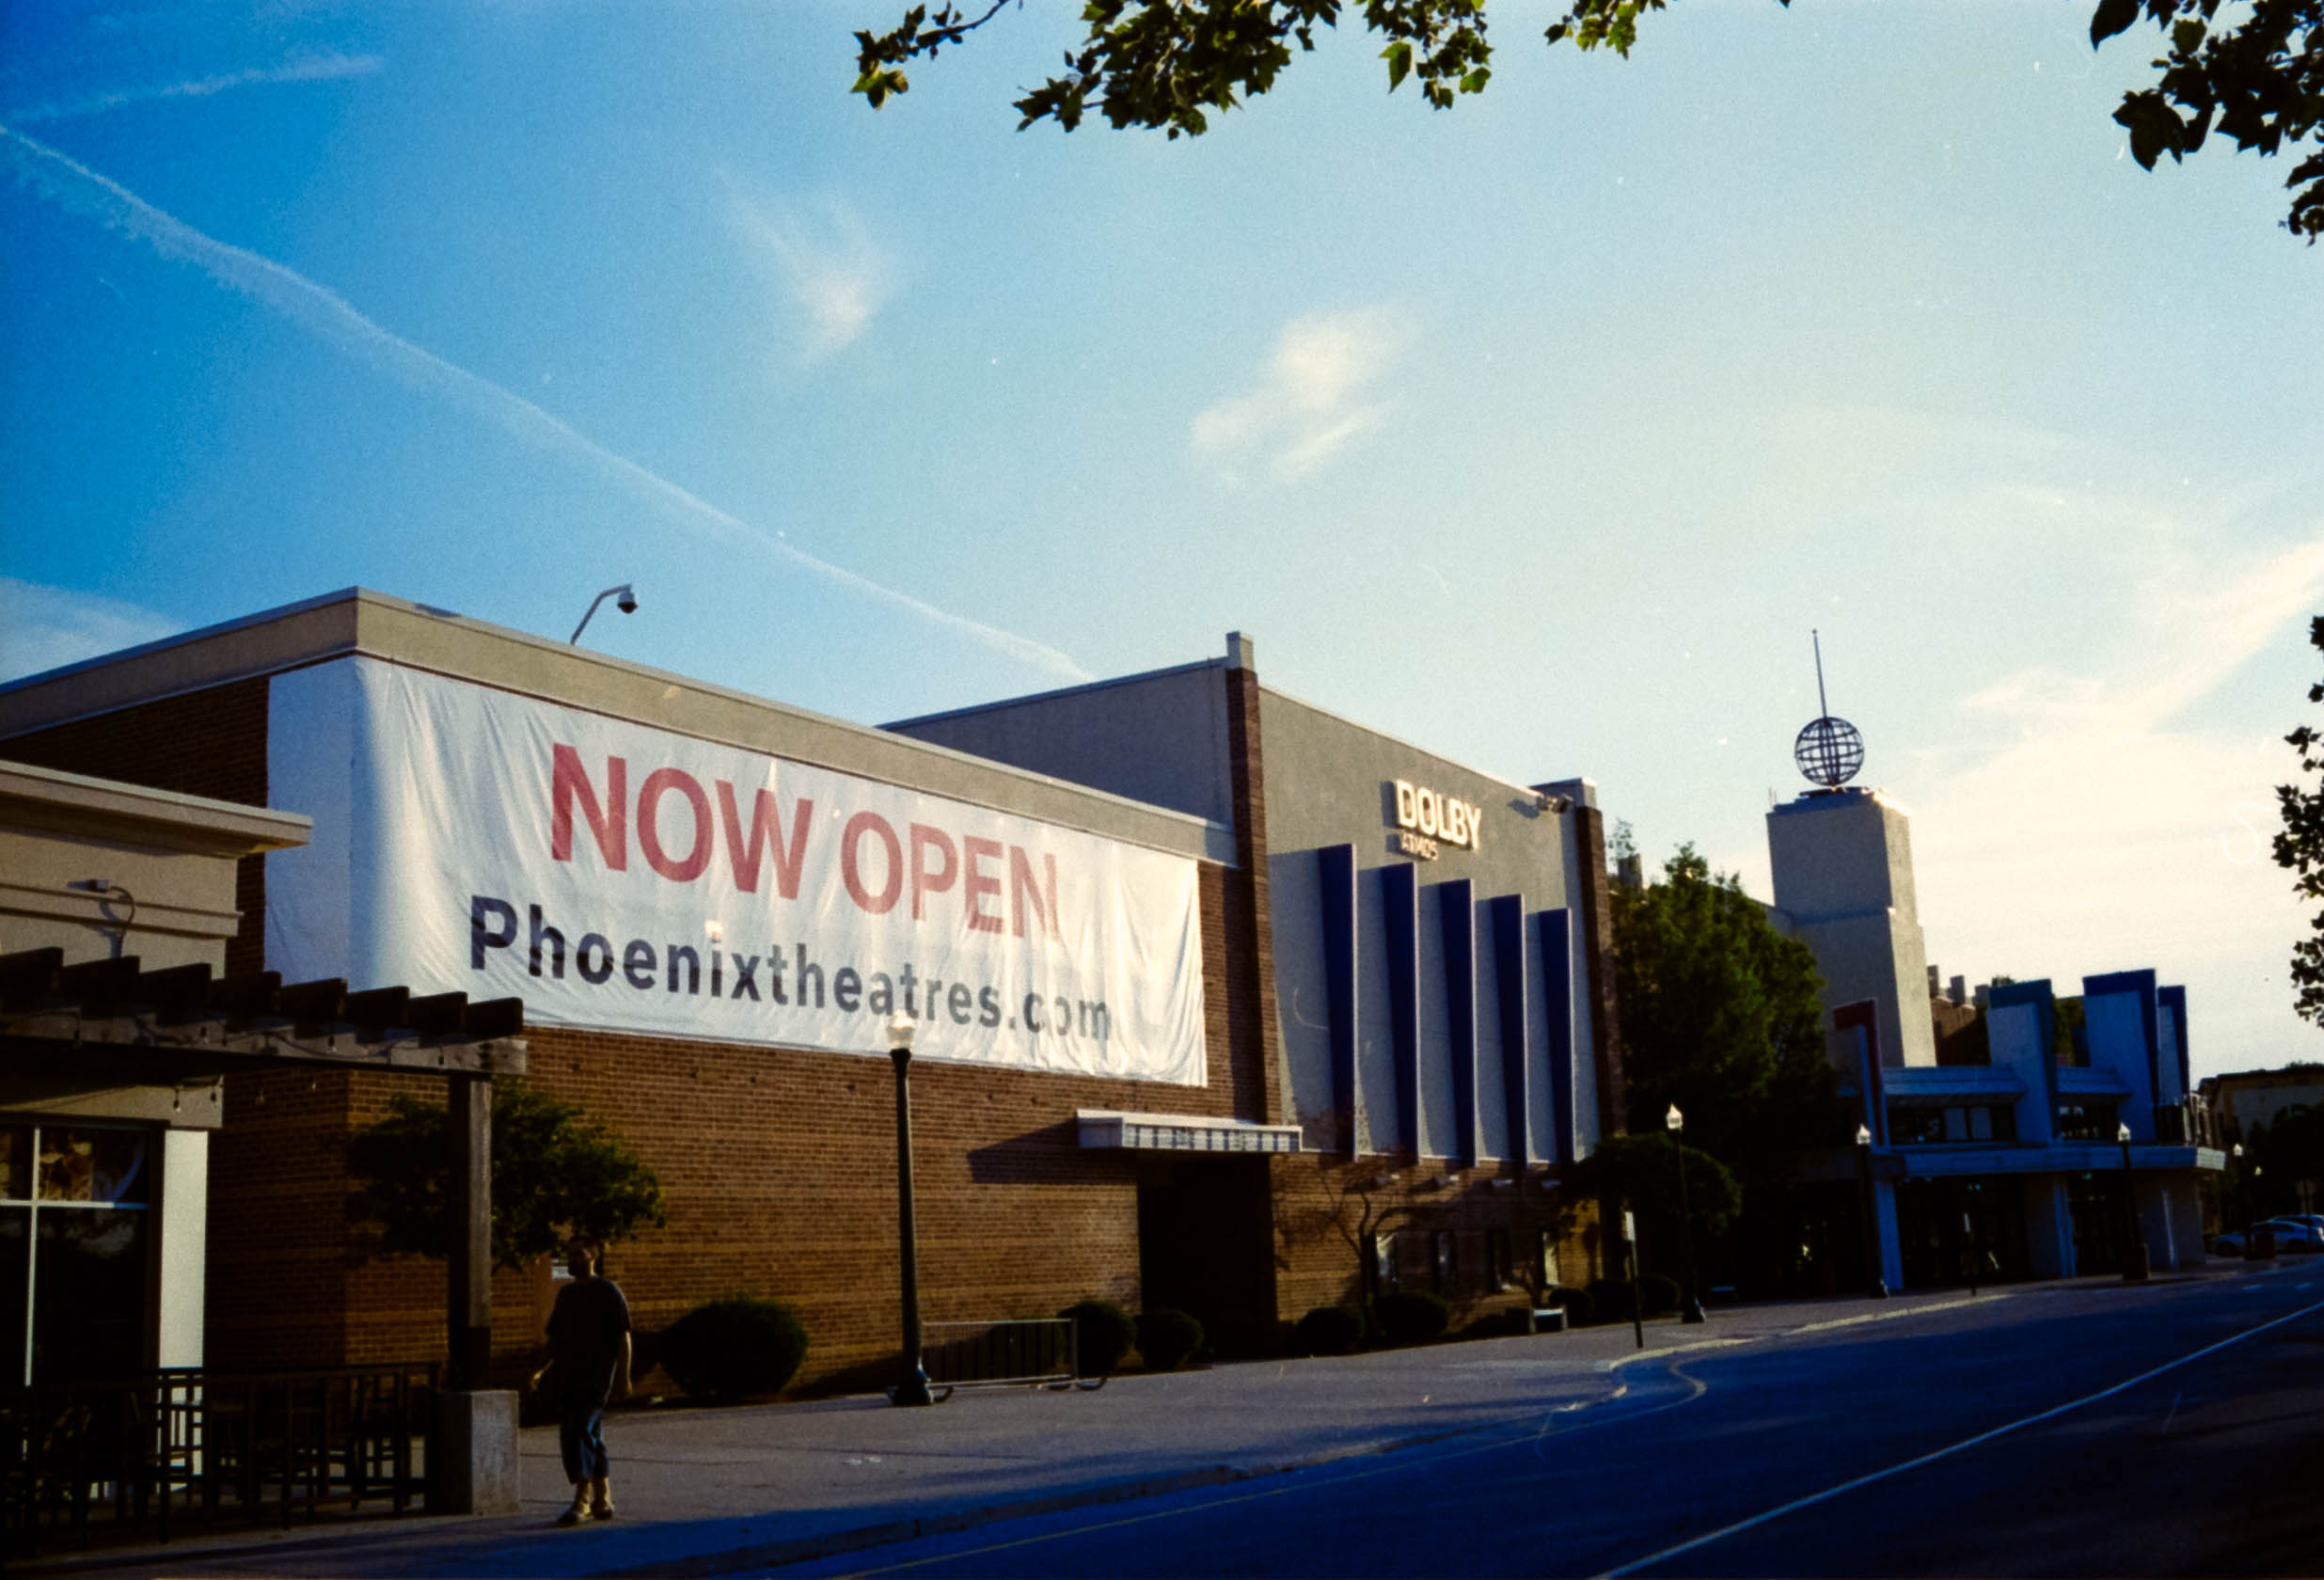 NOW OPEN
Phoenixtheatres.com
DOLBY
ATMOS